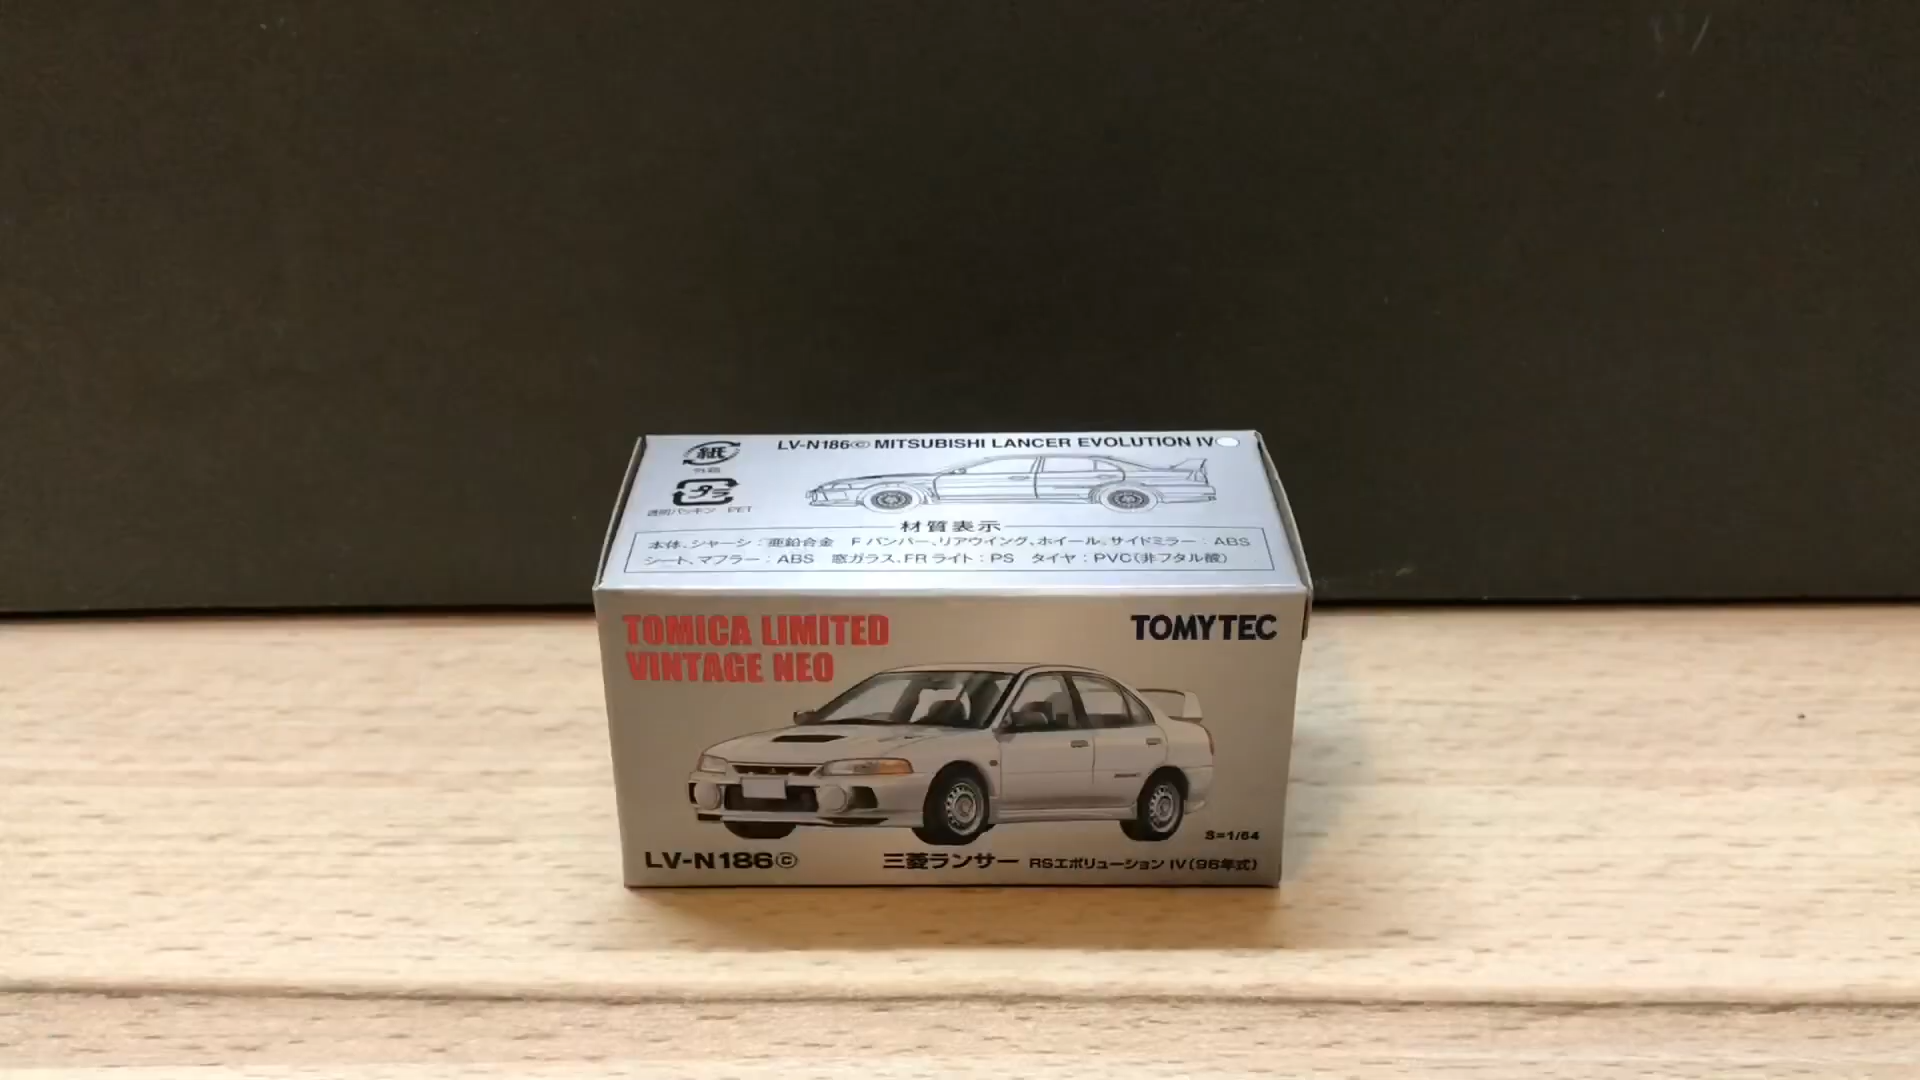 LV-N186© MITSUBISHI LANCER EVOLUTION IV
紙
外箱
プラ
透明パッキン PET
材質表示
本体、シャーシ:亜鉛合金 Fバンパー、リアウイング、ホイール、サイドミラー:ABS
シート、マフラー:ABS 窓ガラス、FRライト:PS タイヤ:PVC(非フタル酸)
TOMICA LIMITED
VINTAGE NEO
TOMYTEC
S=1/64
LV-N186©
三菱ランサー RSエボリューション IV(96年式)